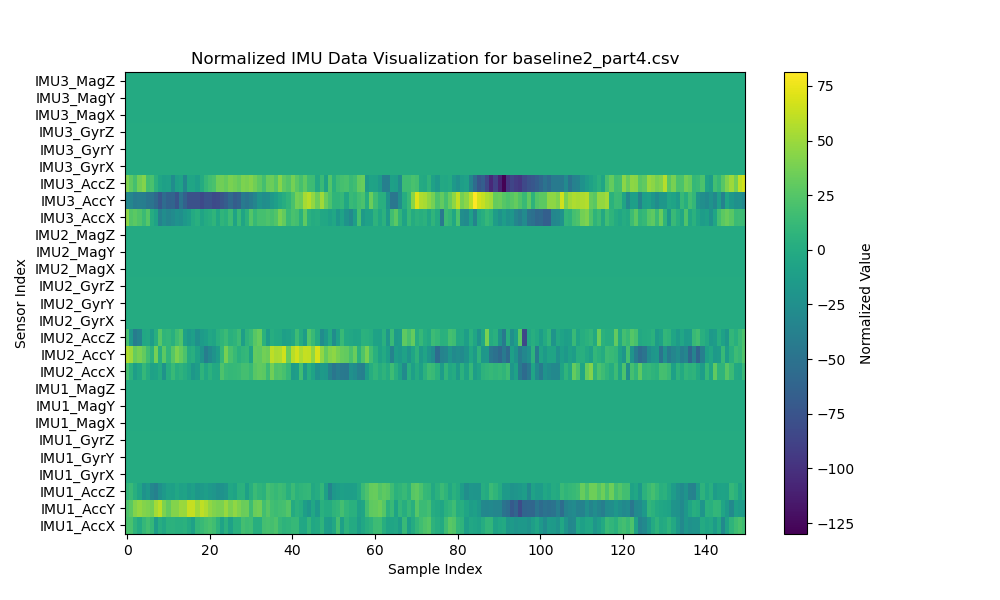 Normalized IMU Data Visualization for baseline2_part4.csv
IMU3_MagZ
IMU3_MagY
IMU3_MagX
IMU3_GyrZ
IMU3_GyrY
IMU3_GyrX
IMU3_AccZ
IMU3_AccY
IMU3_AccX
IMU2_MagZ
IMU2_MagY
IMU2_MagX
IMU2_GyrZ
IMU2_GyrY
IMU2_GyrX
IMU2_AccZ
IMU2_AccY
IMU2_AccX
IMU1_MagZ
IMU1_MagY
IMU1_MagX
IMU1_GyrZ
IMU1_GyrY
IMU1_GyrX
IMU1_AccZ
IMU1_AccY
IMU1_AccX
Sensor Index
0 20 40 60 80 100 120 140
Sample Index
75
50
25
0
−25
−50
−75
−100
−125
Normalized Value